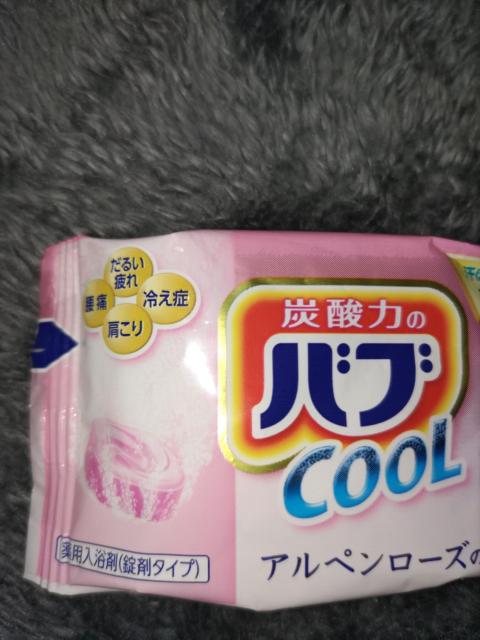 だるい
疲れ
腰痛
冷え症
肩こり
炭酸力の
バブ
COOL
薬用入浴剤(錠剤タイプ)
アルペンローズの